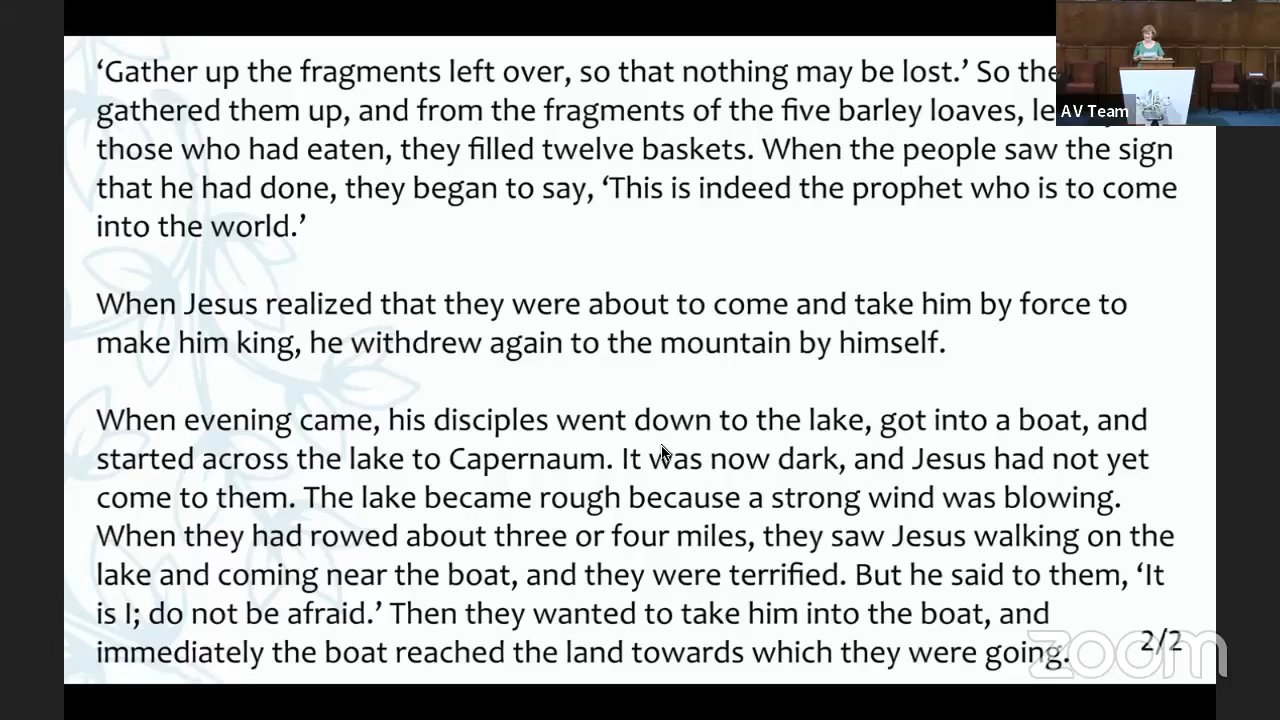 ‘Gather up the fragments left over, so that nothing may be lost.’ So
gathered them up, and from the fragments of the five barley loaves,
those who had eaten, they filled twelve baskets. When the people saw the sign
that he had done, they began to say, ‘This is indeed the prophet who is to come
into the world.’
When Jesus realized that they were about to come and take him by force to
make him king, he withdrew again to the mountain by himself.
When evening came, his disciples went down to the lake, got into a boat, and
started across the lake to Capernaum. It was now dark, and Jesus had not yet
come to them. The lake became rough because a strong wind was blowing.
When they had rowed about three or four miles, they saw Jesus walking on the
lake and coming near the boat, and they were terrified. But he said to them, ‘It
is I; do not be afraid.’ Then they wanted to take him into the boat, and
immediately the boat reached the land towards which they were going.
2/2
AV Team
zoom